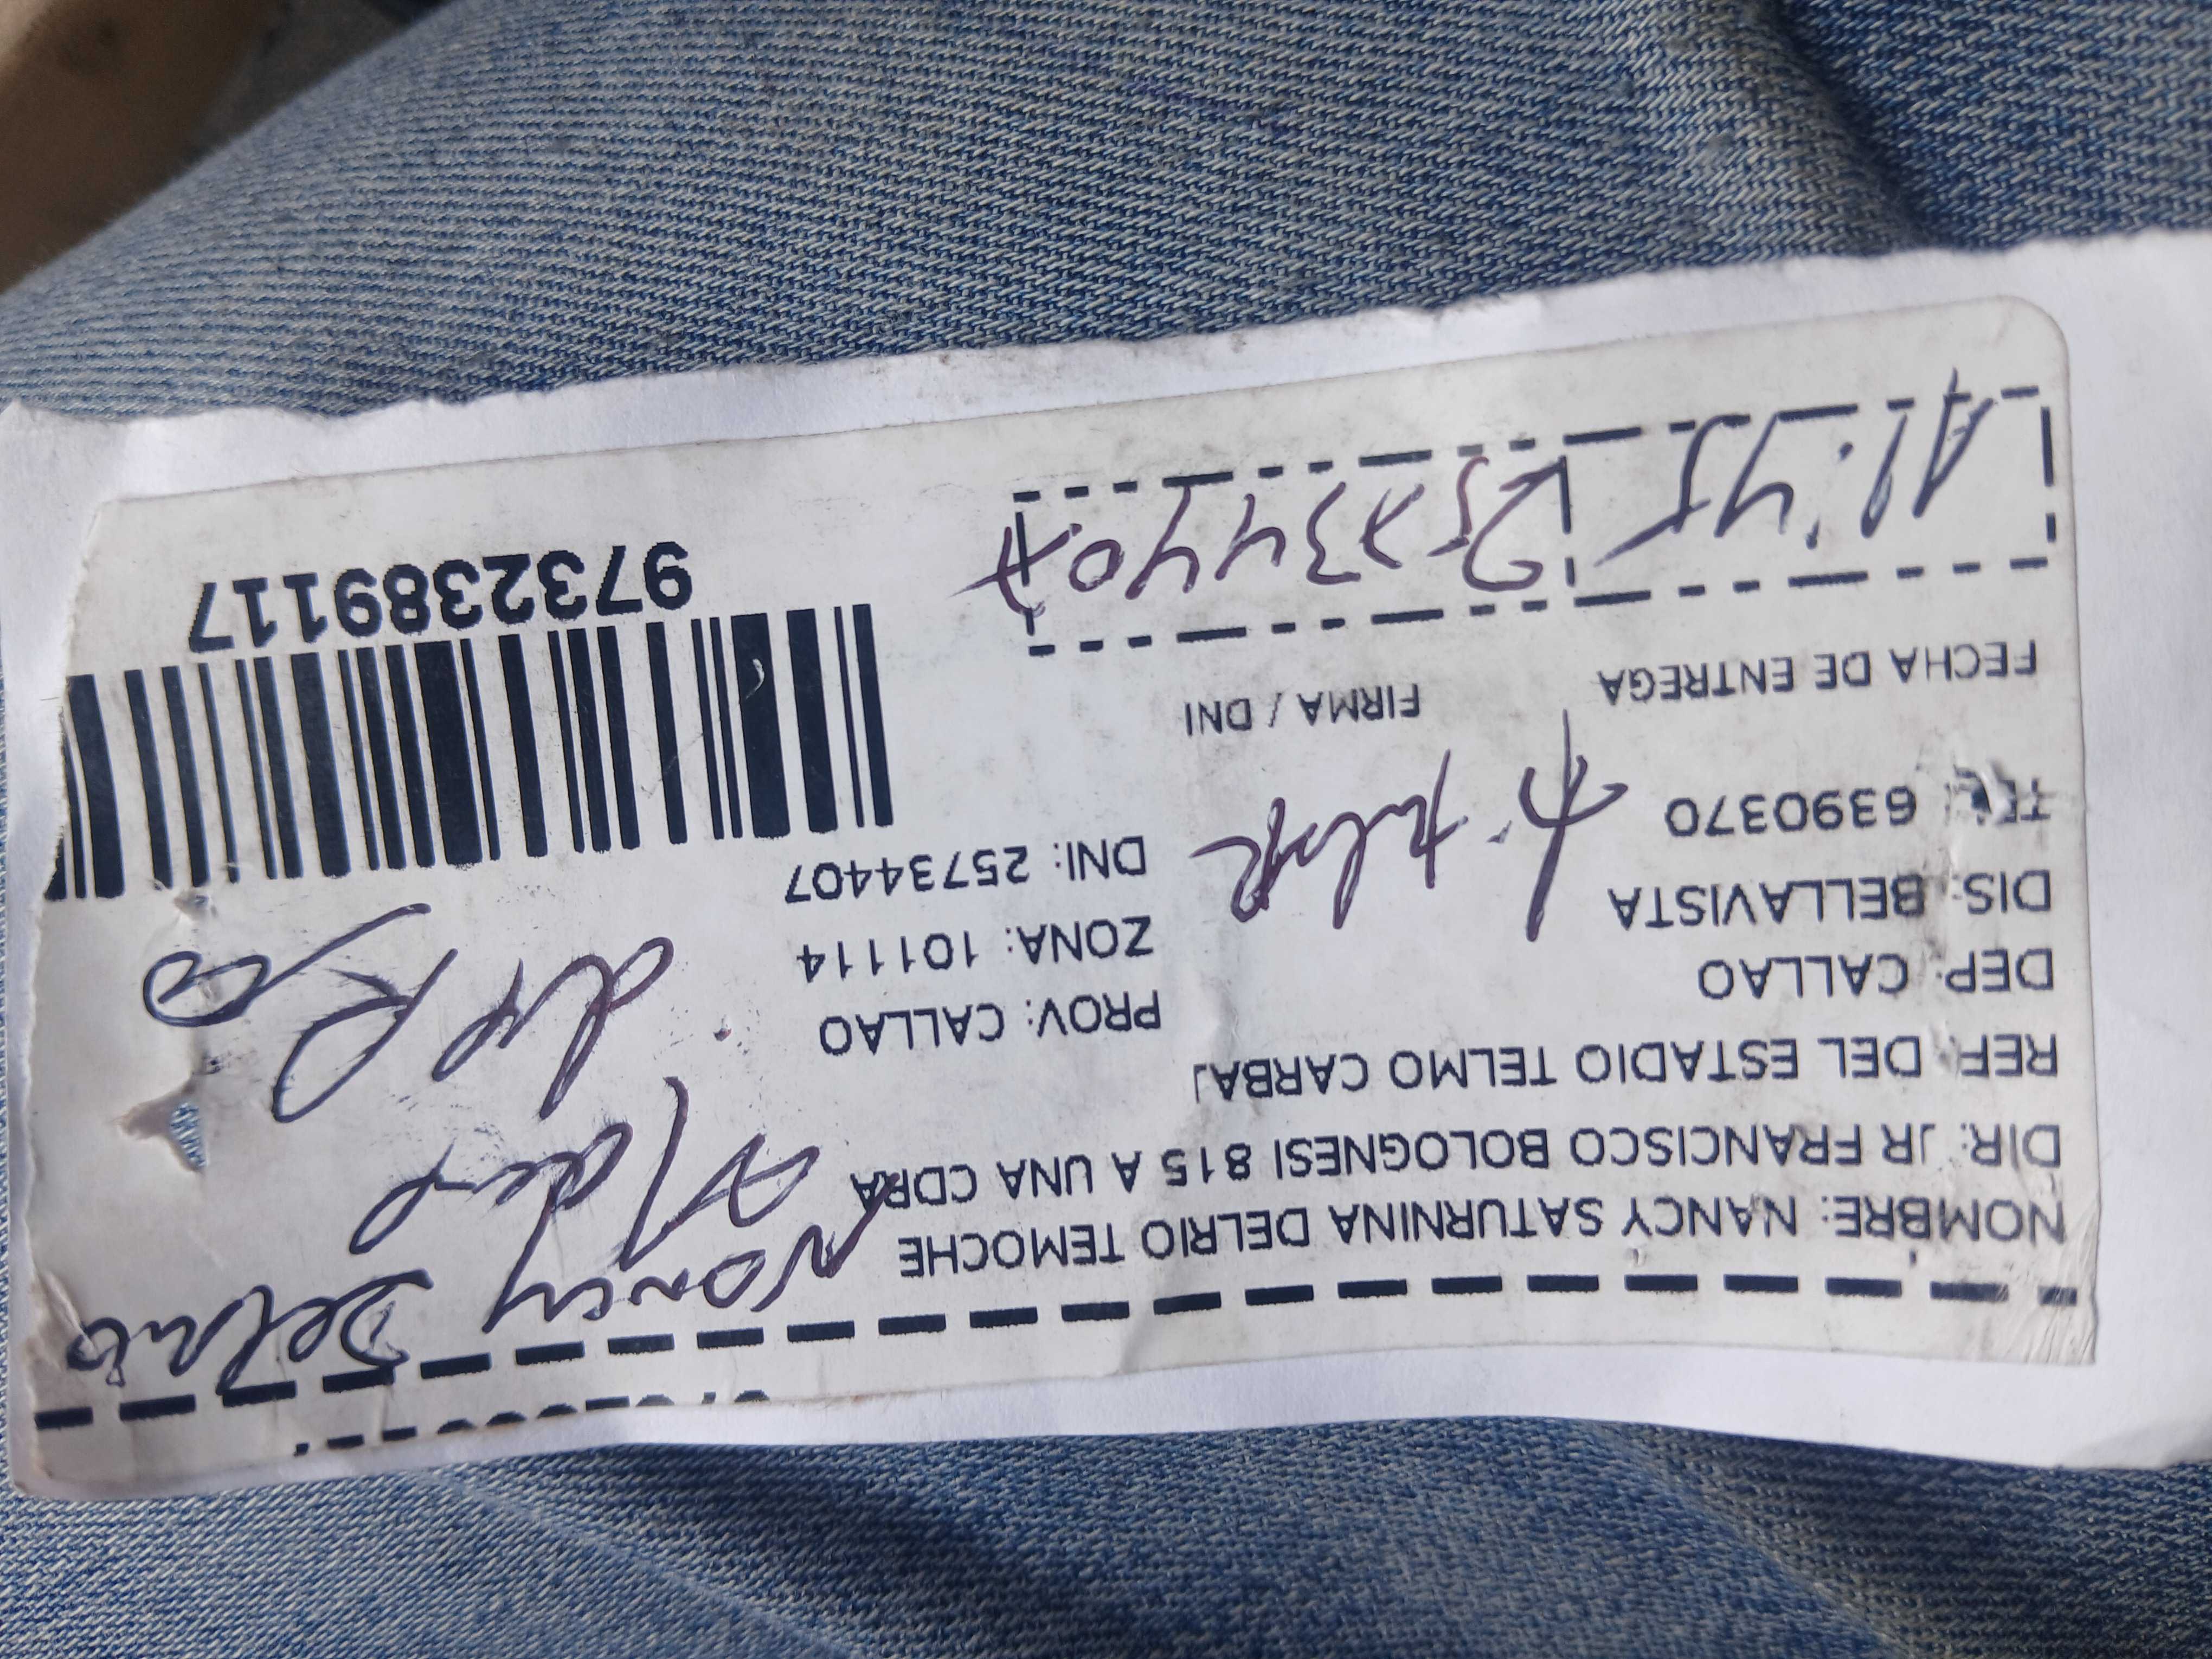 NOMBRE: NANCY SATURNINA DELRIO TEMOCHE
DIR: JR FRANCISCO BOLOGNESI 815 A UNA CDRA
REF: DEL ESTADIO TELMO CARBAJ
DEP: CALLAO PROV: CALLAO
DIS: BELLAVISTA ZONA: 101114
6390370 DNI: 25734407
FECHA DE ENTREGA FIRMA / DNI
25734407
9732389117
Nancy